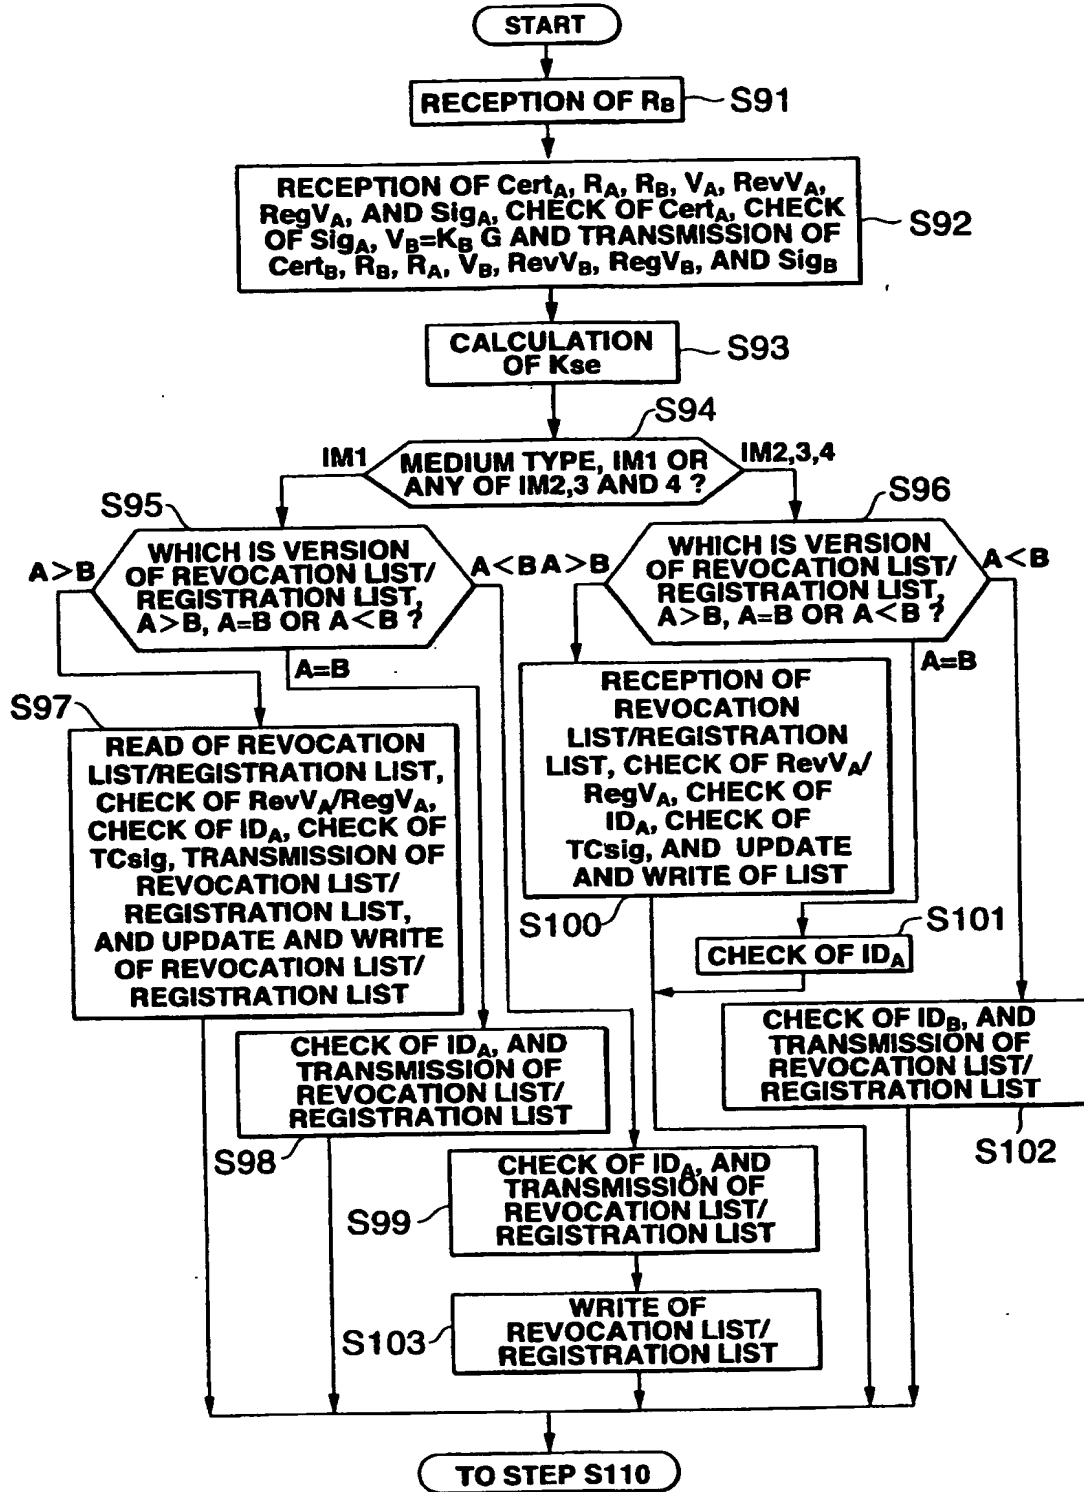 START
RECEPTION OF RB
S91
RECEPTION OF CertA, RA, RB, VA, RevVA,
RegVA, AND SigA, CHECK OF CertA, CHECK
OF SigA, VB=KB G AND TRANSMISSION OF
CertB, RB, RA, VB, RevVB, RegVB, AND SigB
S92
CALCULATION
OF Kse
S93
S94
MEDIUM TYPE, IM1 OR
ANY OF IM2,3 AND 4 ?
IM1
IM2,3,4
S95
WHICH IS VERSION
OF REVOCATION LIST/
REGISTRATION LIST,
A>B, A=B OR A<B ?
A>B
A<B
A=B
S96
WHICH IS VERSION
OF REVOCATION LIST/
REGISTRATION LIST,
A>B, A=B OR A<B ?
A>B
A<B
A=B
S97
READ OF REVOCATION
LIST/REGISTRATION LIST,
CHECK OF RevVA/RegVA,
CHECK OF IDA, CHECK OF
TCsig, TRANSMISSION OF
REVOCATION LIST/
REGISTRATION LIST,
AND UPDATE AND WRITE
OF REVOCATION LIST/
REGISTRATION LIST
RECEPTION OF
REVOCATION
LIST/REGISTRATION
LIST, CHECK OF RevVA/
RegVA, CHECK OF
IDA, CHECK OF
TCsig, AND UPDATE
AND WRITE OF LIST
S100
S101
CHECK OF IDA
CHECK OF IDA, AND
TRANSMISSION OF
REVOCATION LIST/
REGISTRATION LIST
S98
CHECK OF IDB, AND
TRANSMISSION OF
REVOCATION LIST/
REGISTRATION LIST
S102
CHECK OF IDA, AND
TRANSMISSION OF
REVOCATION LIST/
REGISTRATION LIST
S99
WRITE OF
REVOCATION LIST/
REGISTRATION LIST
S103
TO STEP S110